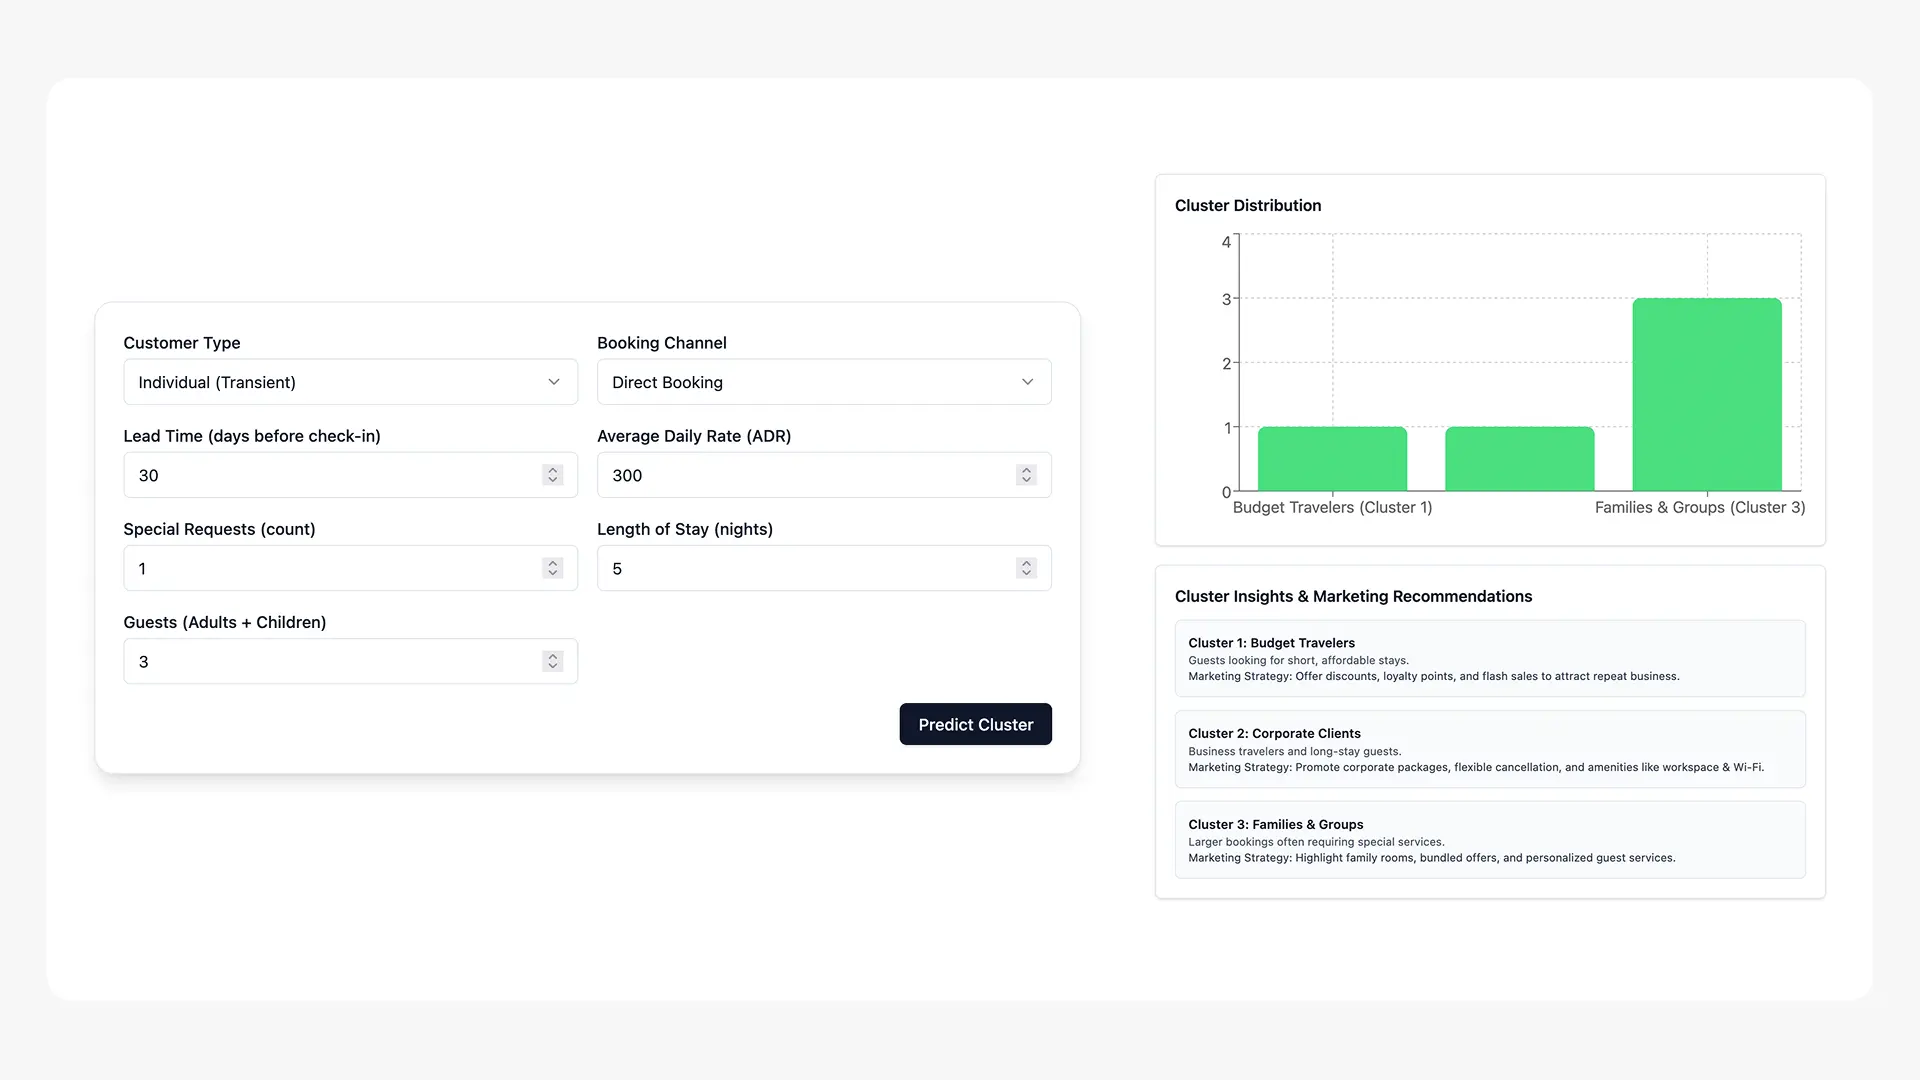 Customer Type
Individual (Transient)
Booking Channel
Direct Booking
Lead Time (days before check-in)
30
Average Daily Rate (ADR)
300
Special Requests (count)
1
Length of Stay (nights)
5
Guests (Adults + Children)
3
Predict Cluster
Cluster Distribution
4
3
2
1
0
Budget Travelers (Cluster 1)
Families & Groups (Cluster 3)
Cluster Insights & Marketing Recommendations
Cluster 1: Budget Travelers
Guests looking for short, affordable stays.
Marketing Strategy: Offer discounts, loyalty points, and flash sales to attract repeat business.
Cluster 2: Corporate Clients
Business travelers and long-stay guests.
Marketing Strategy: Promote corporate packages, flexible cancellation, and amenities like workspace & Wi-Fi.
Cluster 3: Families & Groups
Larger bookings often requiring special services.
Marketing Strategy: Highlight family rooms, bundled offers, and personalized guest services.